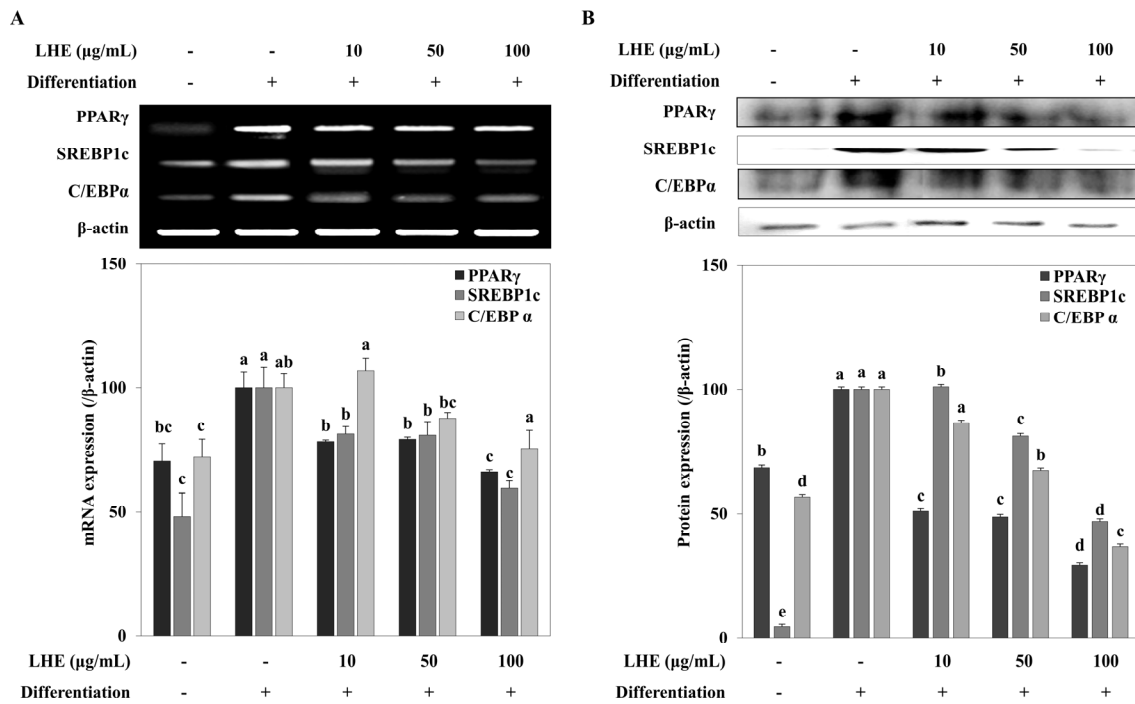 A
LHE (µg/mL) - - 10 50 100
Differentiation - + + + +
PPARγ
SREBP1c
C/EBPα
β-actin
150
100
50
0
mRNA expression (/β-actin)
PPARγ
SREBP1c
C/EBP α
bc c c a a ab b b a b b bc c c a
LHE (µg/mL) - - 10 50 100
Differentiation - + + + +
B
LHE (µg/mL) - - 10 50 100
Differentiation - + + + +
PPARγ
SREBP1c
C/EBPα
β-actin
150
100
50
0
Protein expression (/β-actin)
PPARγ
SREBP1c
C/EBP α
b e d a a a c b a c c b d d c
LHE (µg/mL) - - 10 50 100
Differentiation - + + + +